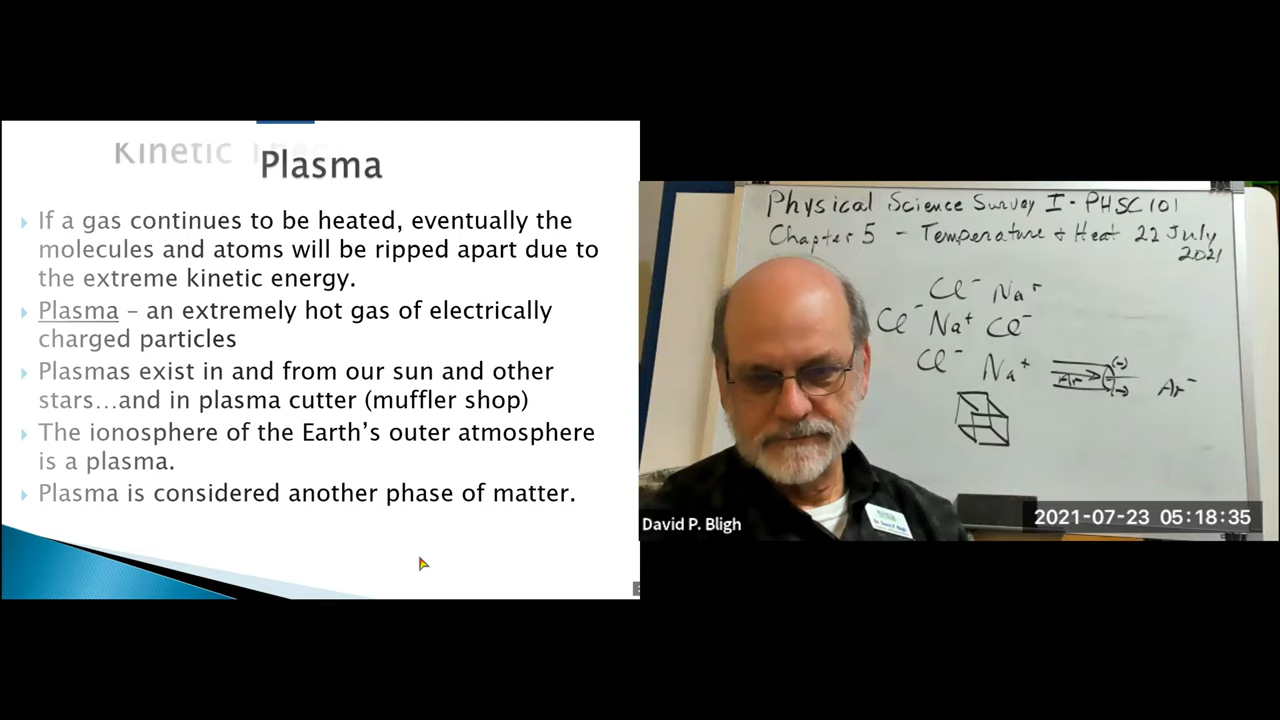 Kinetic
Plasma
If a gas continues to be heated, eventually the
molecules and atoms will be ripped apart due to
the extreme kinetic energy.
Plasma – an extremely hot gas of electrically
charged particles
Plasmas exist in and from our sun and other
stars…and in plasma cutter (muffler shop)
The ionosphere of the Earth's outer atmosphere
is a plasma.
Plasma is considered another phase of matter.
Physical Science Survey I - PHSC 101
Chapter 5 - Temperature + Heat 22 July
2021
Cl⁻ Na⁺
Cl⁻ Na⁺ Cl⁻
Cl⁻ Na⁺
(-)
Ar
(-)
Ar⁻
David P. Bligh
2021-07-23 05:18:35